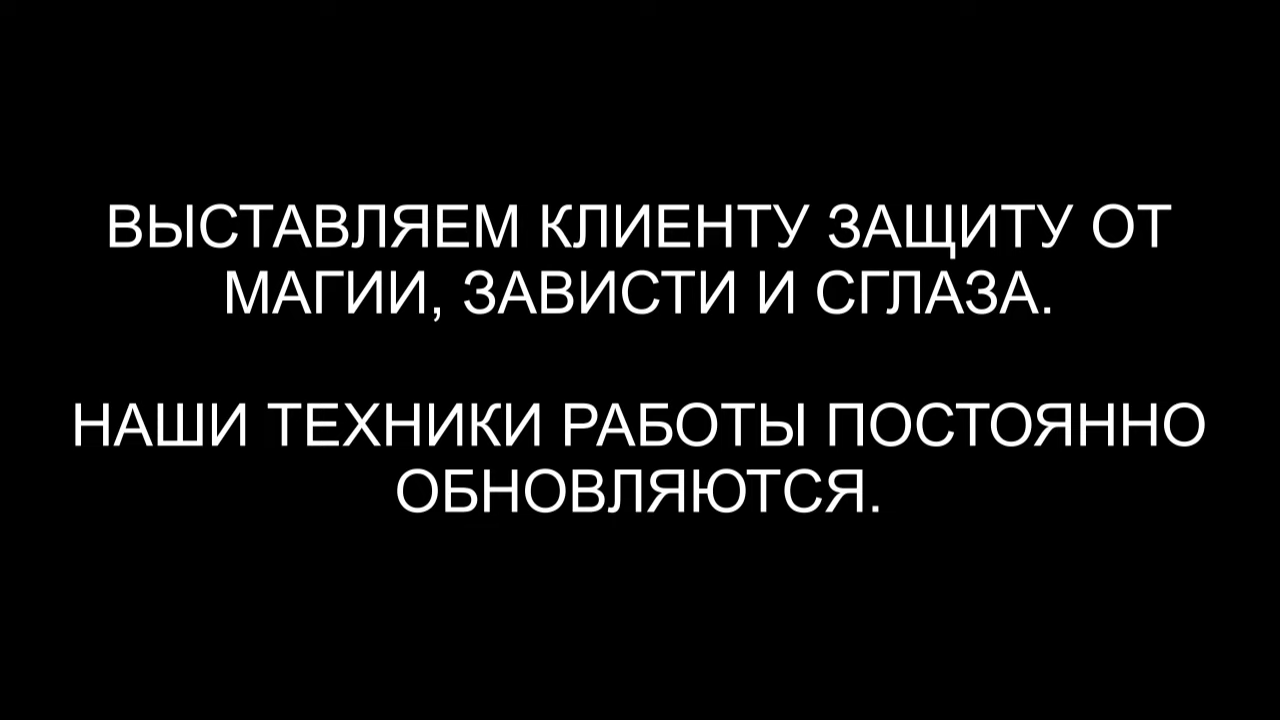 ВЫСТАВЛЯЕМ КЛИЕНТУ ЗАЩИТУ ОТ
МАГИИ, ЗАВИСТИ И СГЛАЗА.
НАШИ ТЕХНИКИ РАБОТЫ ПОСТОЯННО
ОБНОВЛЯЮТСЯ.